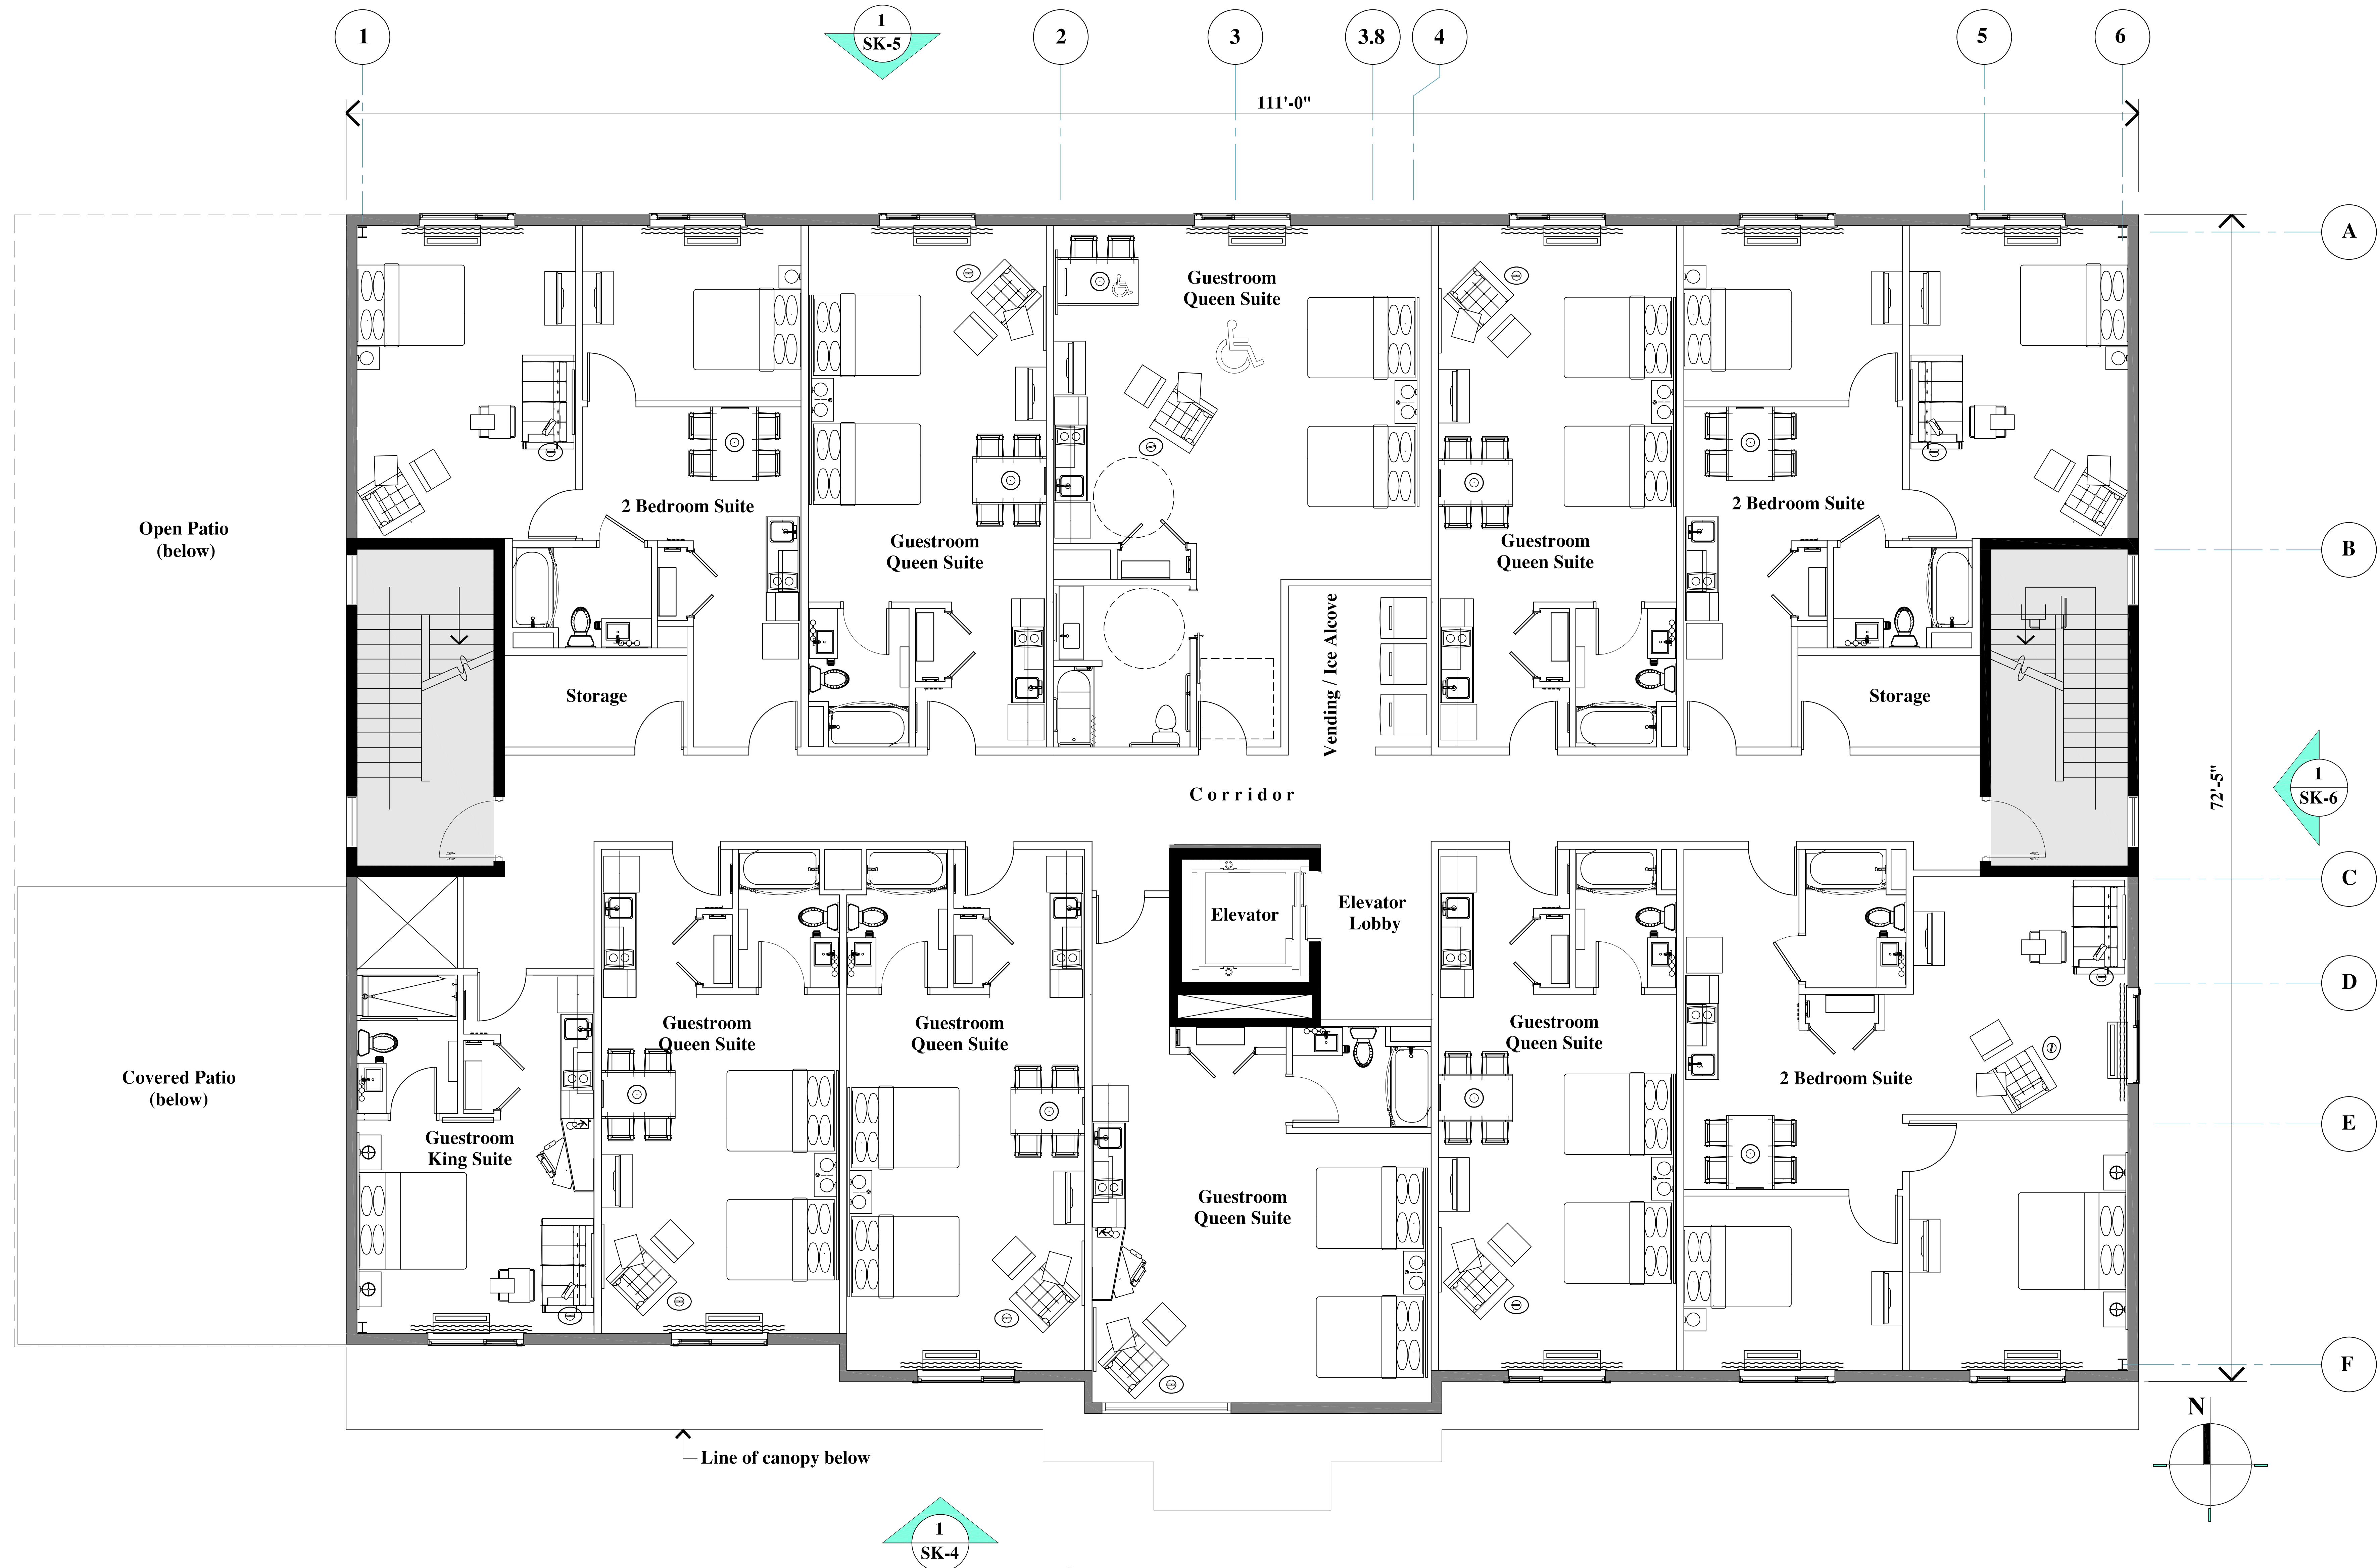 1
1
SK-5
2
3
3.8
4
5
6
111'-0"
A
Guestroom
Queen Suite
2 Bedroom Suite
2 Bedroom Suite
Open Patio
(below)
Guestroom
Queen Suite
Guestroom
Queen Suite
B
Vending / Ice Alcove
Storage
Storage
Corridor
72'-5"
1
SK-6
C
Elevator
Elevator
Lobby
D
Guestroom
Queen Suite
Guestroom
Queen Suite
Guestroom
Queen Suite
Covered Patio
(below)
2 Bedroom Suite
E
Guestroom
King Suite
Guestroom
Queen Suite
F
N
Line of canopy below
1
SK-4